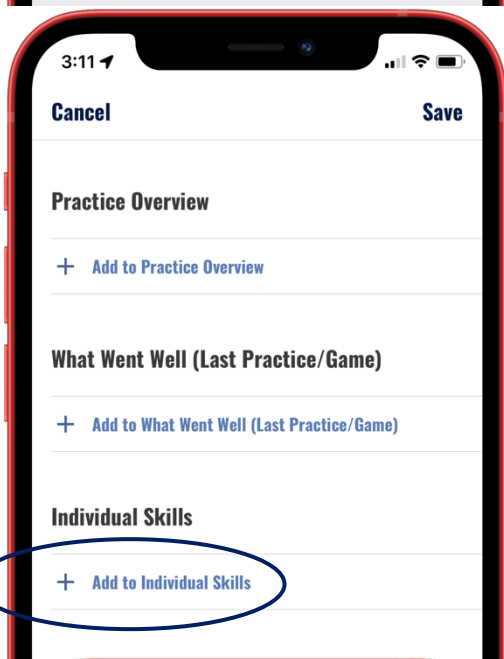 3:11
Cancel Save
Practice Overview
+ Add to Practice Overview
What Went Well (Last Practice/Game)
+ Add to What Went Well (Last Practice/Game)
Individual Skills
+ Add to Individual Skills